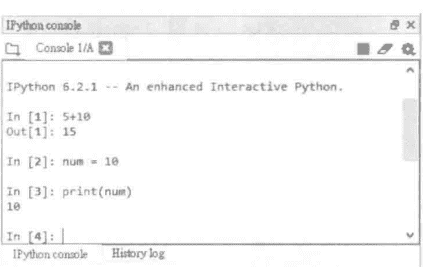 IPython console
Console 1/A
IPython 6.2.1 -- An enhanced Interactive Python.
In [1]: 5+10
Out[1]: 15
In [2]: num = 10
In [3]: print(num)
10
In [4]:
IPython console History log